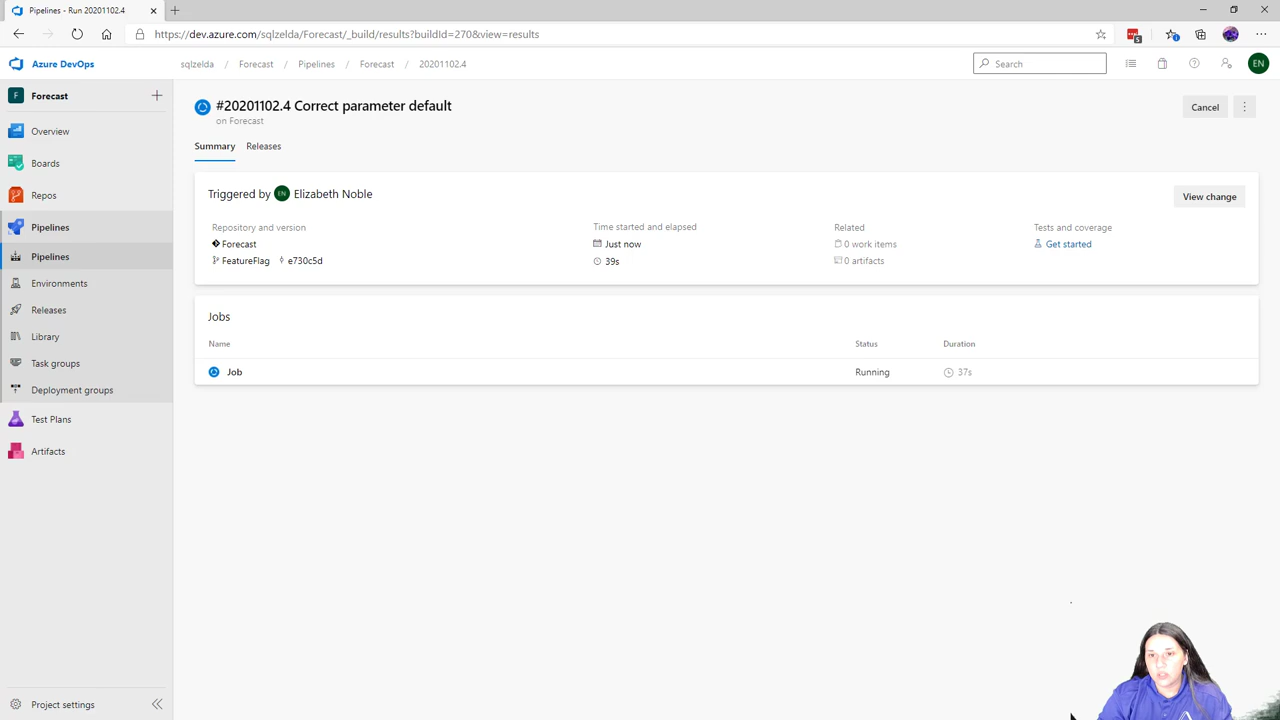 Pipelines - Run 20201102.4
https://dev.azure.com/sqlzelda/Forecast/_build/results?buildId=270&view=results
5
Azure DevOps
sqlzelda / Forecast / Pipelines / Forecast / 20201102.4
Search
EN
F Forecast
Overview
Boards
Repos
Pipelines
Pipelines
Environments
Releases
Library
Task groups
Deployment groups
Test Plans
Artifacts
Project settings
#20201102.4 Correct parameter default
on Forecast
Cancel
Summary Releases
Triggered by EN Elizabeth Noble
View change
Repository and version
Forecast
FeatureFlag e730c5d
Time started and elapsed
Just now
39s
Related
0 work items
0 artifacts
Tests and coverage
Get started
Jobs
Name Status Duration
Job Running 37s